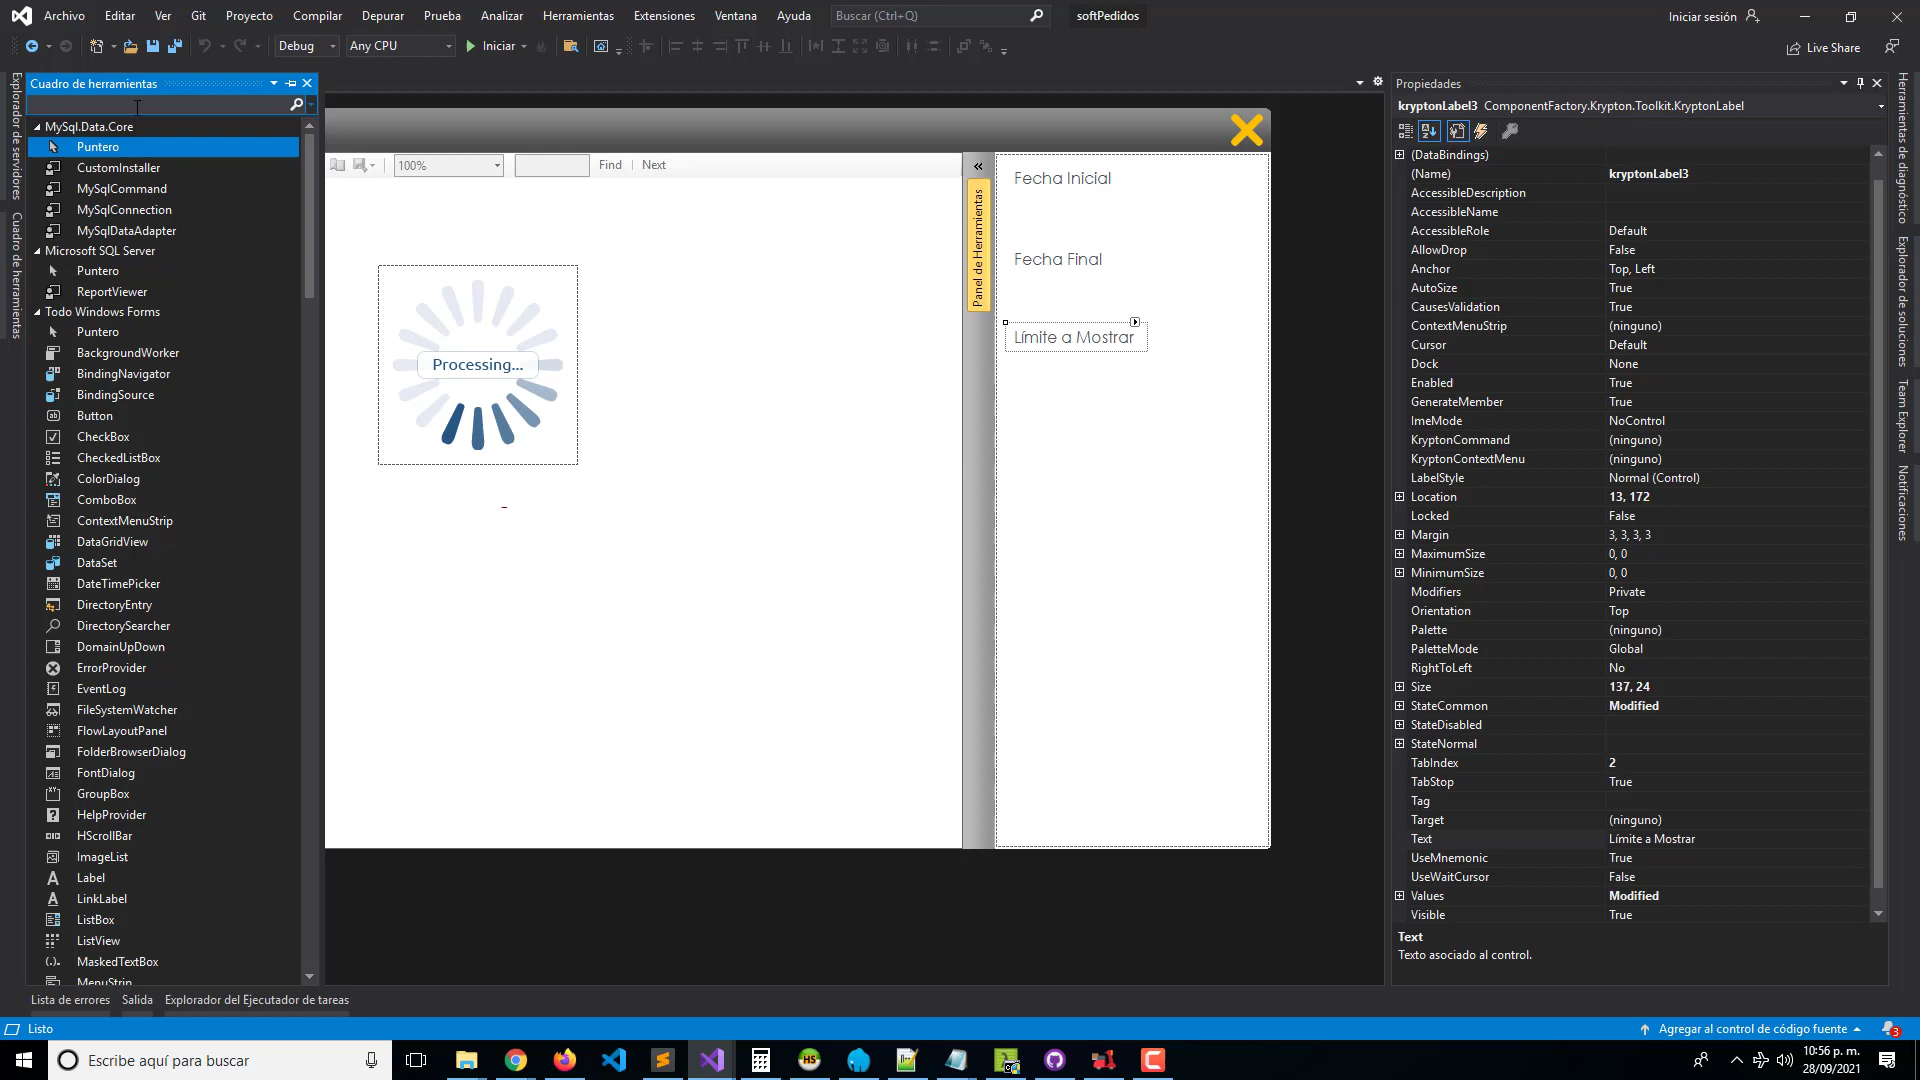 Archivo Editar Ver Git Proyecto Compilar Depurar Prueba Analizar Herramientas Extensiones Ventana Ayuda Buscar (Ctrl+Q) softPedidos Iniciar sesión
Debug Any CPU Iniciar Live Share
Explorador de servidores
Cuadro de herramientas
Cuadro de herramientas
MySql.Data.Core
Puntero
CustomInstaller
MySqlCommand
MySqlConnection
MySqlDataAdapter
Microsoft SQL Server
Puntero
ReportViewer
Todo Windows Forms
Puntero
BackgroundWorker
BindingNavigator
BindingSource
Button
CheckBox
CheckedListBox
ColorDialog
ComboBox
ContextMenuStrip
DataGridView
DataSet
DateTimePicker
DirectoryEntry
DirectorySearcher
DomainUpDown
ErrorProvider
EventLog
FileSystemWatcher
FlowLayoutPanel
FolderBrowserDialog
FontDialog
GroupBox
HelpProvider
HScrollBar
ImageList
Label
LinkLabel
ListBox
ListView
MaskedTextBox
MenuStrip
100% Find | Next
Processing...
Panel de Herramientas
Fecha Inicial
Fecha Final
Límite a Mostrar
Propiedades
kryptonLabel3 ComponentFactory.Krypton.Toolkit.KryptonLabel
(DataBindings)
(Name) kryptonLabel3
AccessibleDescription
AccessibleName
AccessibleRole Default
AllowDrop False
Anchor Top, Left
AutoSize True
CausesValidation True
ContextMenuStrip (ninguno)
Cursor Default
Dock None
Enabled True
GenerateMember True
ImeMode NoControl
KryptonCommand (ninguno)
KryptonContextMenu (ninguno)
LabelStyle Normal (Control)
Location 13, 172
Locked False
Margin 3, 3, 3, 3
MaximumSize 0, 0
MinimumSize 0, 0
Modifiers Private
Orientation Top
Palette (ninguno)
PaletteMode Global
RightToLeft No
Size 137, 24
StateCommon Modified
StateDisabled
StateNormal
TabIndex 2
TabStop True
Tag
Target (ninguno)
Text Límite a Mostrar
UseMnemonic True
UseWaitCursor False
Values Modified
Visible True
Text
Texto asociado al control.
Herramientas de diagnóstico
Explorador de soluciones
Team Explorer
Notificaciones
Lista de errores Salida Explorador del Ejecutador de tareas
Listo Agregar al control de código fuente 3
Escribe aquí para buscar
10:56 p. m.
28/09/2021